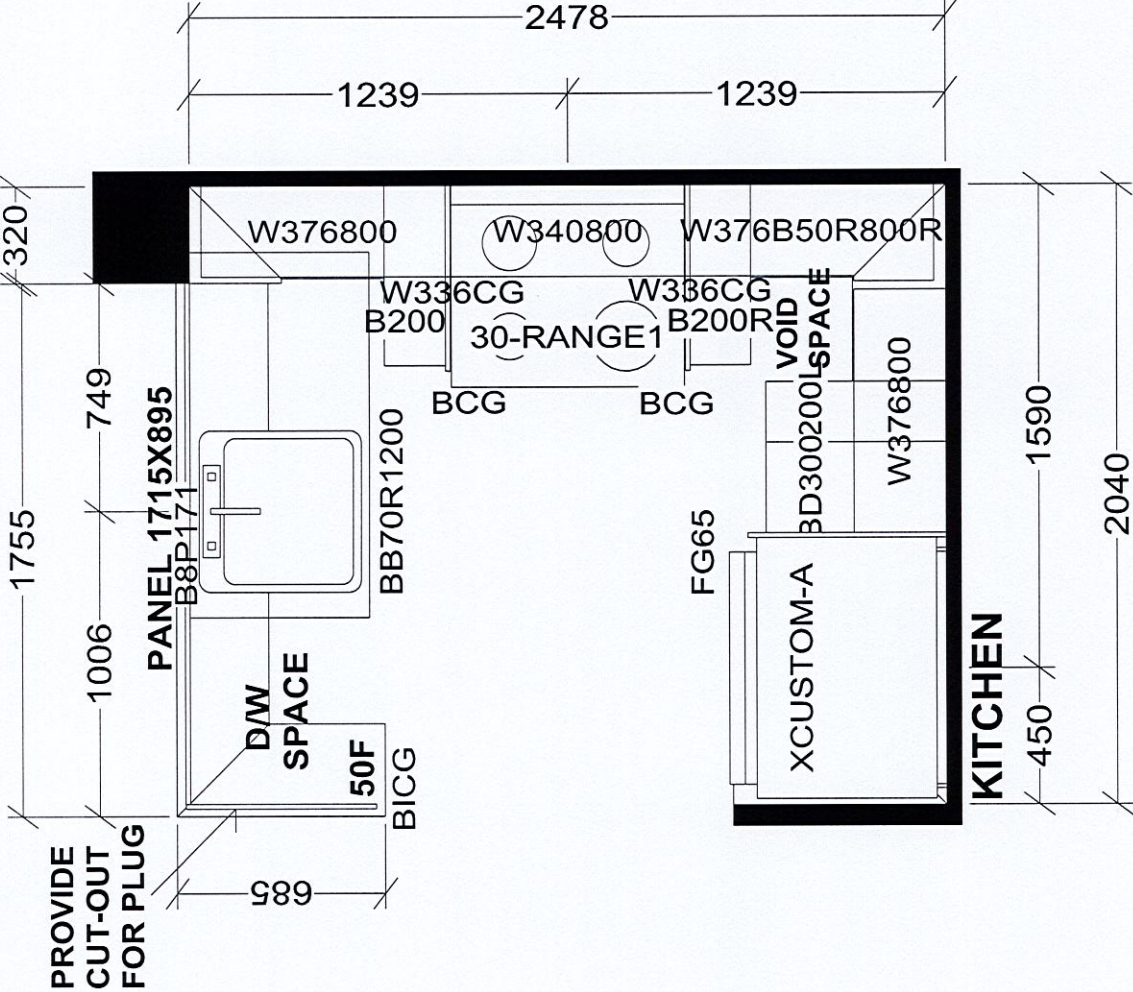 2478
1239
1239
320
W376800
W340800
W376B50R800R
W336CG
W336CG
B200
B200R
30-RANGE1
VOID
SPACE
BCG
BCG
749
1755
1006
PANEL 1715X895
B8P171
BB70R1200
BD300200L
W376800
1590
2040
FG65
XCUSTOM-A
D/W
SPACE
50F
BICG
KITCHEN
450
685
PROVIDE
CUT-OUT
FOR PLUG